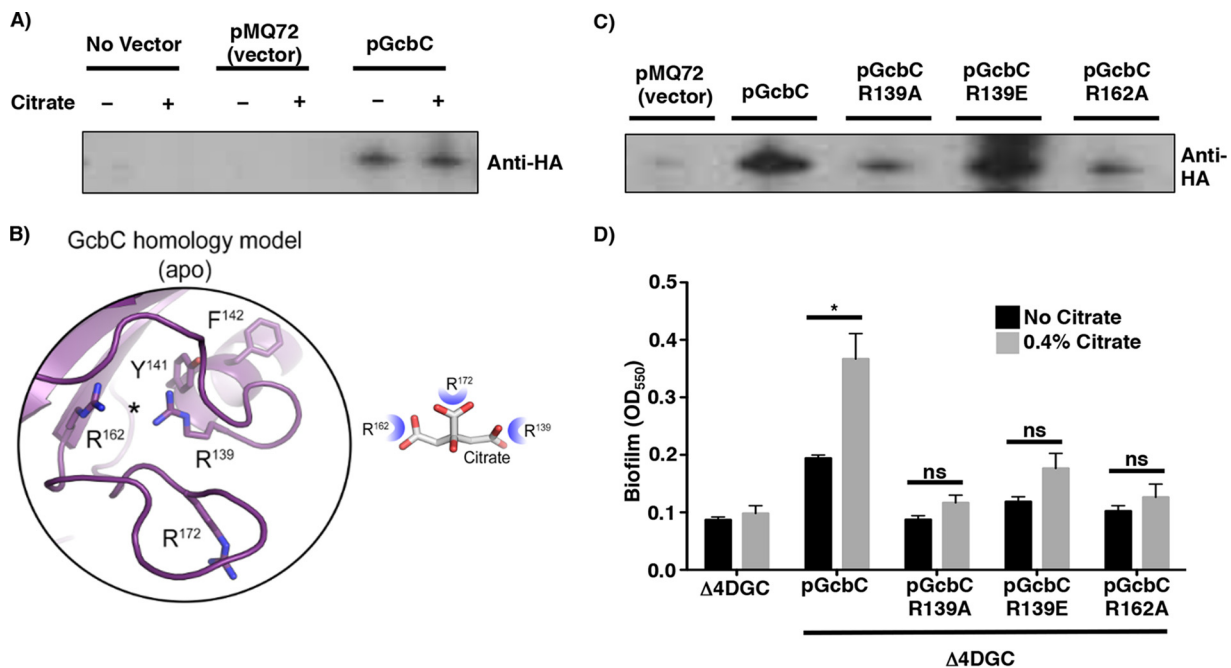 A)
No Vector
pMQ72
(vector)
pGcbC
Citrate – + – + – +
Anti-HA
B)
GcbC homology model
(apo)
F142
Y141
*
R162
R139
R172
R172
R162
R139
Citrate
C)
pMQ72
(vector)
pGcbC
pGcbC
R139A
pGcbC
R139E
pGcbC
R162A
Anti-
HA
D)
Biofilm (OD550)
0.5
0.4
0.3
0.2
0.1
0.0
No Citrate
0.4% Citrate
*
ns
ns
ns
Δ4DGC
pGcbC
pGcbC
R139A
pGcbC
R139E
pGcbC
R162A
Δ4DGC